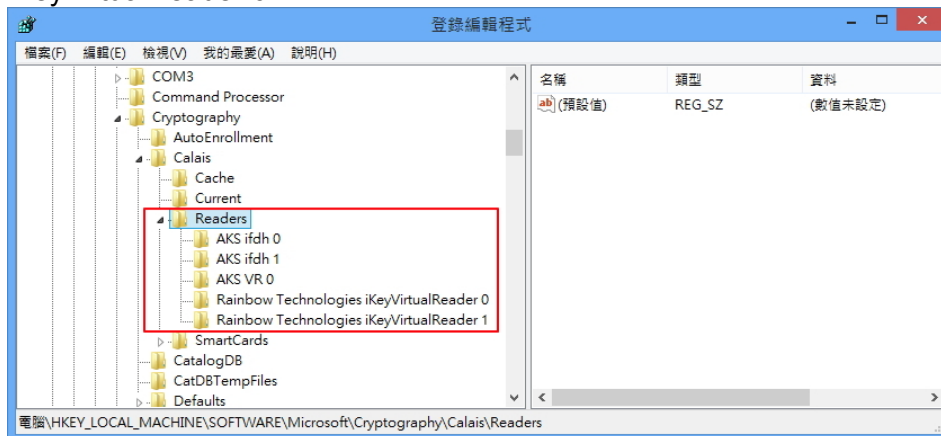 登錄編輯程式
檔案(F) 編輯(E) 檢視(V) 我的最愛(A) 說明(H)
COM3
Command Processor
Cryptography
AutoEnrollment
Calais
Cache
Current
Readers
AKS ifdh 0
AKS ifdh 1
AKS VR 0
Rainbow Technologies iKeyVirtualReader 0
Rainbow Technologies iKeyVirtualReader 1
SmartCards
CatalogDB
CatDBTempFiles
Defaults
名稱 類型 資料
ab (預設值) REG_SZ (數值未設定)
電腦\HKEY_LOCAL_MACHINE\SOFTWARE\Microsoft\Cryptography\Calais\Readers